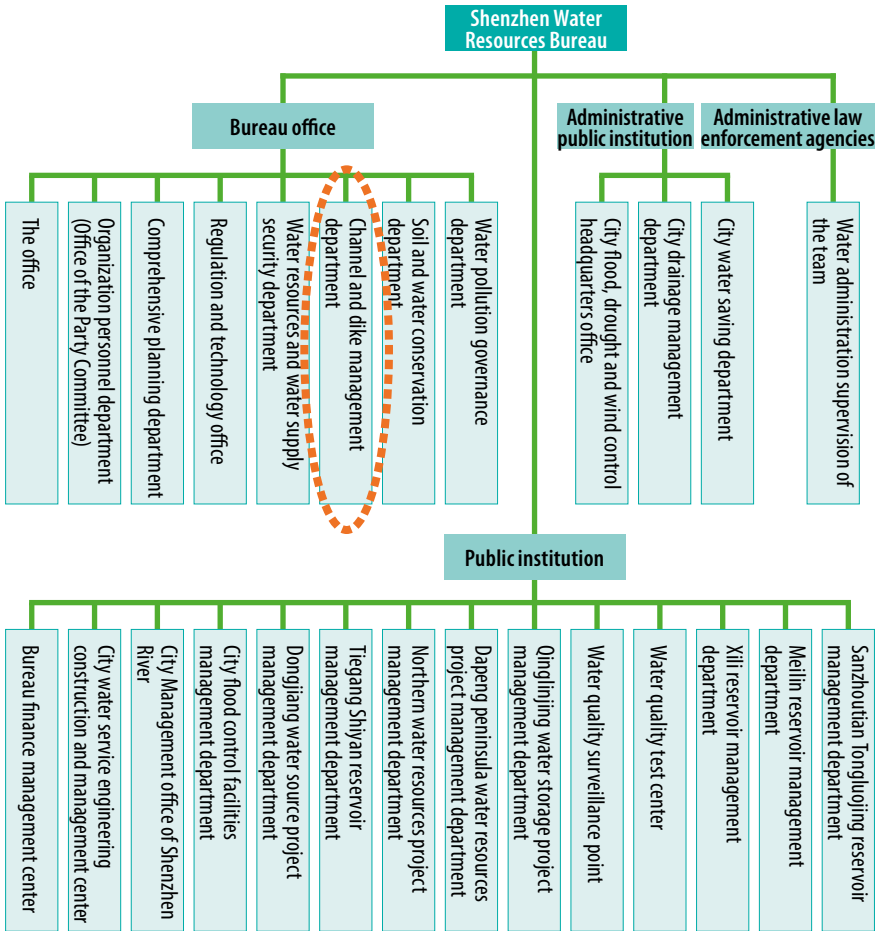 Shenzhen Water
Resources Bureau
Bureau office
Administrative
public institution
Administrative law
enforcement agencies
The office
Organization personnel department
(Office of the Party Committee)
Comprehensive planning department
Regulation and technology office
Water resources and water supply
security department
Channel and dike management
department
Soil and water conservation
department
Water pollution governance
department
City flood, drought and wind control
headquarters office
City drainage management
department
City water saving department
Water administration supervision of
the team
Public institution
Bureau finance management center
City water service engineering
construction and management center
City Management office of Shenzhen
River
City flood control facilities
management department
Dongjiang water source project
management department
Tiegang Shiyan reservoir
management department
Northern water resources project
management department
Dapeng peninsula water resources
project management department
Qinglinjing water storage project
management department
Water quality surveillance point
Water quality test center
Xili reservoir management
department
Meilin reservoir management
department
Sanzhoutian Tongluojing reservoir
management department